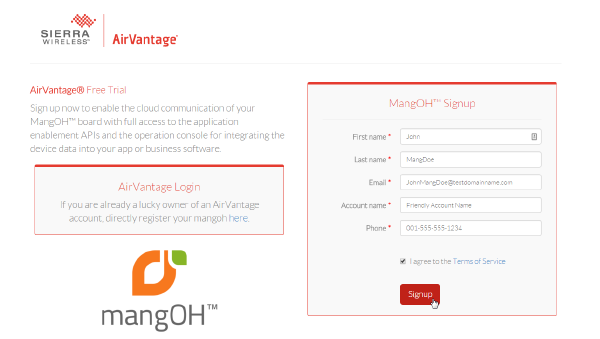 SIERRA
WIRELESS®
AirVantage®
AirVantage® Free Trial
Sign up now to enable the cloud communication of your
MangOH™ board with full access to the application
enablement APIs and the operation console for integrating the
device data into your app or business software.
AirVantage Login
If you are already a lucky owner of an AirVantage
account, directly register your mangoh here.
mangOH™
MangOH™ Signup
First name * John
Last name * MangDoe
Email * JohnMangDoe@testdomainname.com
Account name * Friendly Account Name
Phone * 001-555-555-1234
I agree to the Terms of Service
Signup